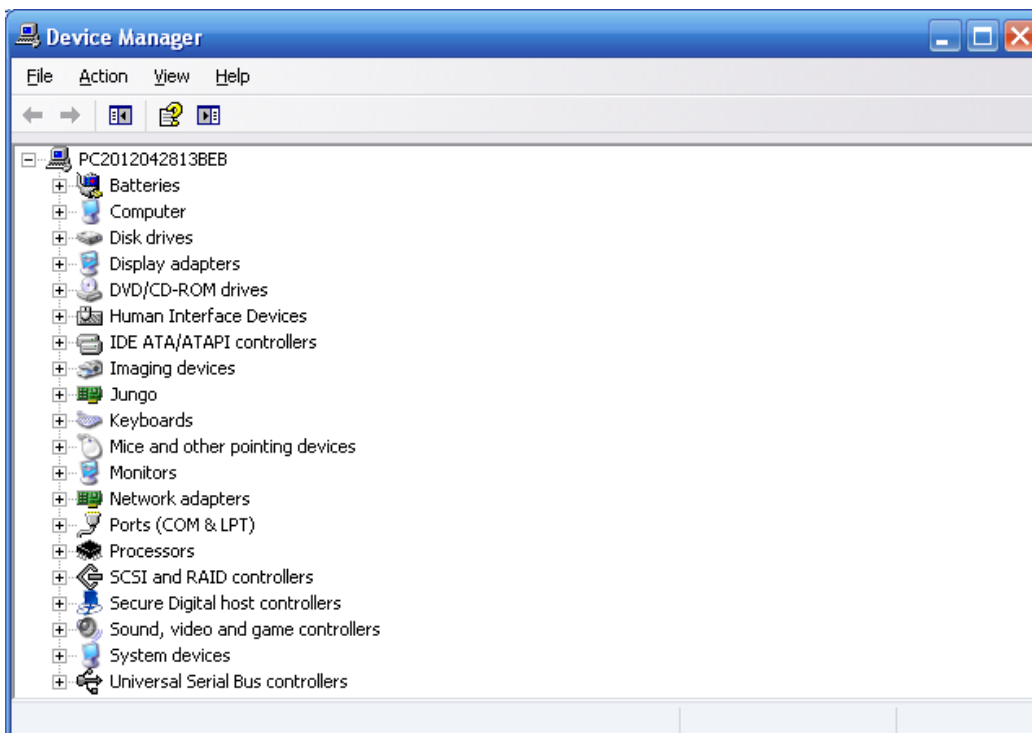 Device Manager
File Action View Help
PC2012042813BEB
Batteries
Computer
Disk drives
Display adapters
DVD/CD-ROM drives
Human Interface Devices
IDE ATA/ATAPI controllers
Imaging devices
Jungo
Keyboards
Mice and other pointing devices
Monitors
Network adapters
Ports (COM & LPT)
Processors
SCSI and RAID controllers
Secure Digital host controllers
Sound, video and game controllers
System devices
Universal Serial Bus controllers